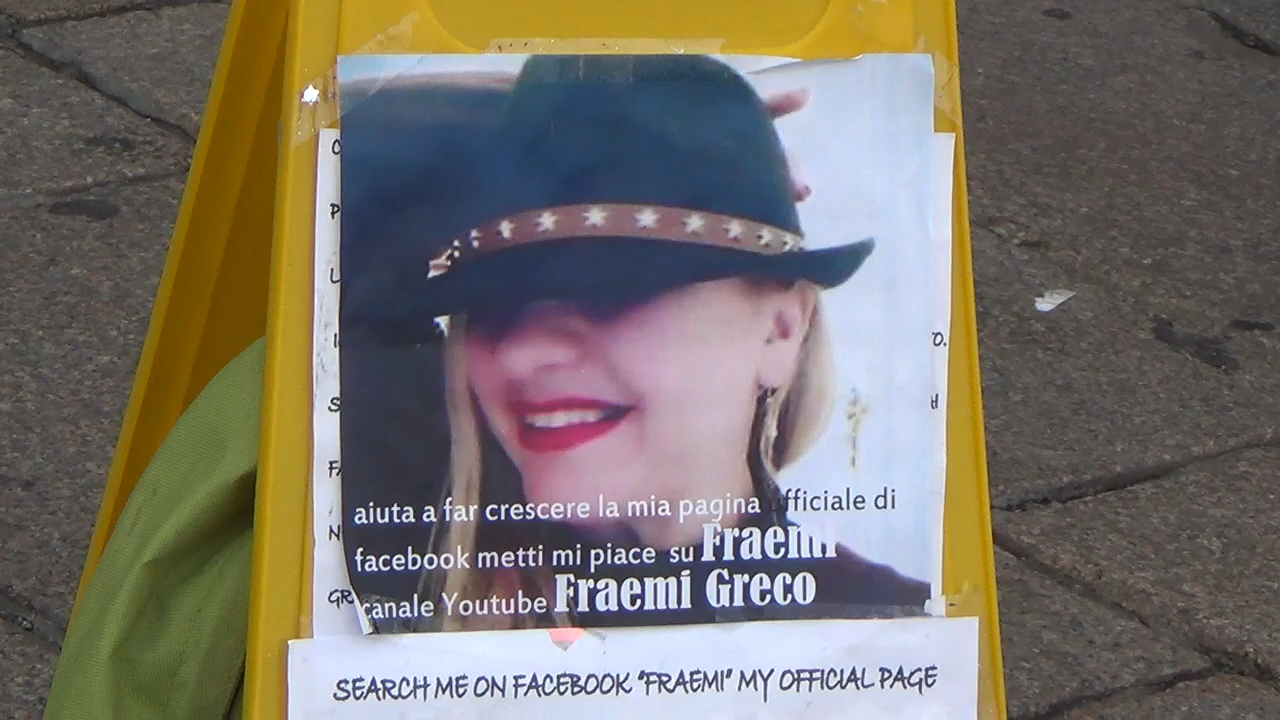 aiuta a far crescere la mia pagina ufficiale di
facebook metti mi piace su Fraemi
canale Youtube Fraemi Greco
SEARCH ME ON FACEBOOK "FRAEMI" MY OFFICIAL PAGE